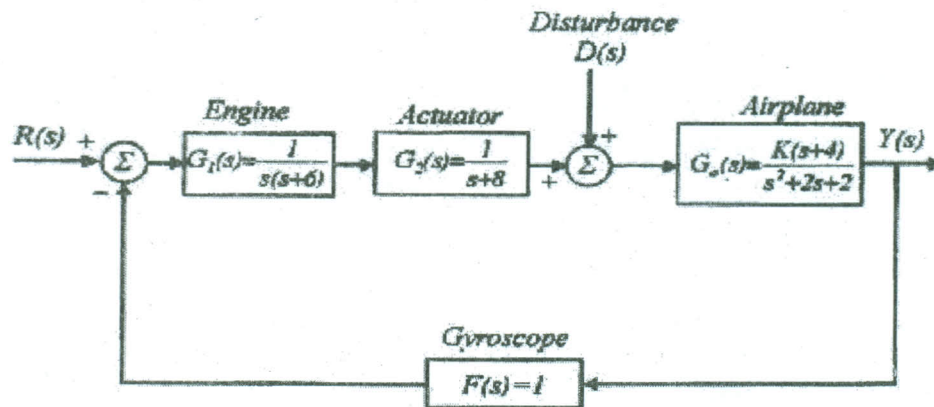 Disturbance
D(s)
Engine
Actuator
Airplane
R(s) +
Σ
−
G₁(s)=1/s(s+6)
G₂(s)=1/s+8
+
+
Σ
Gₐ(s)=K(s+4)/s²+2s+2
Y(s)
Gyroscope
F(s)=1